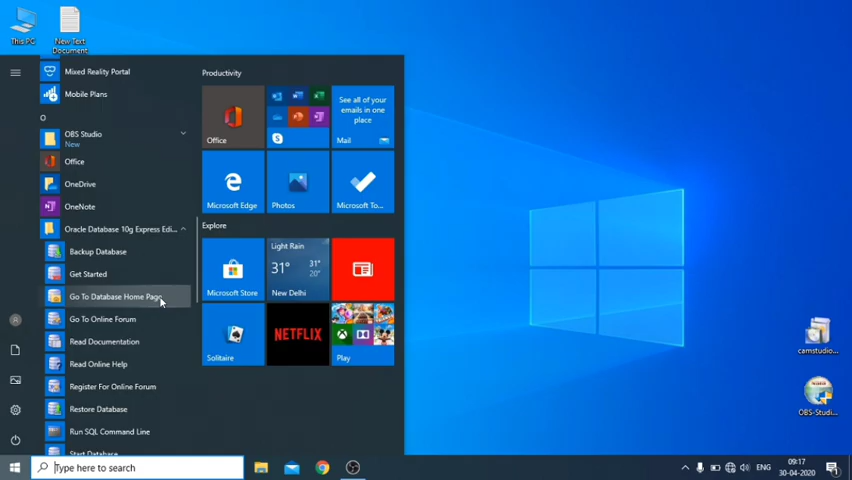 This PC
New Text
Document
Mixed Reality Portal
Mobile Plans
O
OBS Studio
New
Office
OneDrive
OneNote
Oracle Database 10g Express Edi...
Backup Database
Get Started
Go To Database Home Page
Go To Online Forum
Read Documentation
Read Online Help
Register For Online Forum
Restore Database
Run SQL Command Line
Start Database
Productivity
Office
See all of your
emails in one
place
Mail
Microsoft Edge
Photos
Microsoft To...
Explore
Microsoft Store
Light Rain
31°
31°
20°
New Delhi
Solitaire
NETFLIX
Play
camstudio...
OBS-Studi...
Type here to search
ENG
09:17
30-04-2020
1